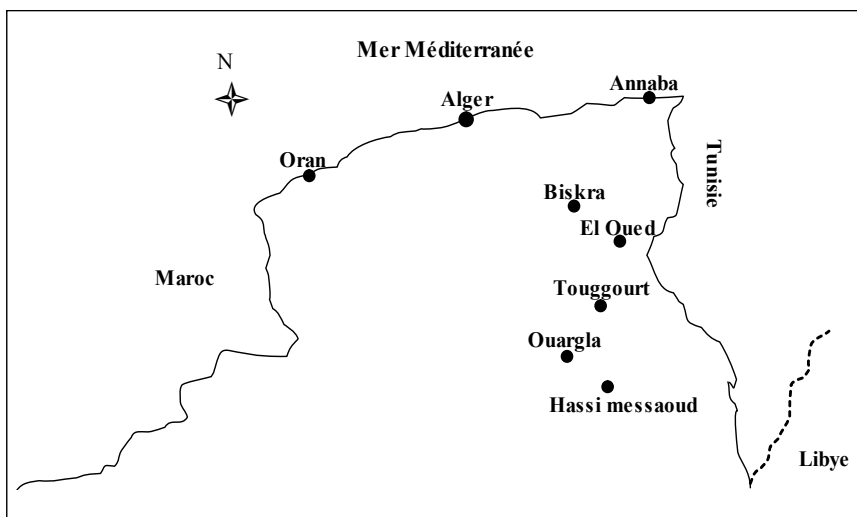 Mer Méditerranée
N
Annaba
Alger
Oran
Tunisie
Biskra
El Oued
Maroc
Touggourt
Ouargla
Hassi messaoud
Libye